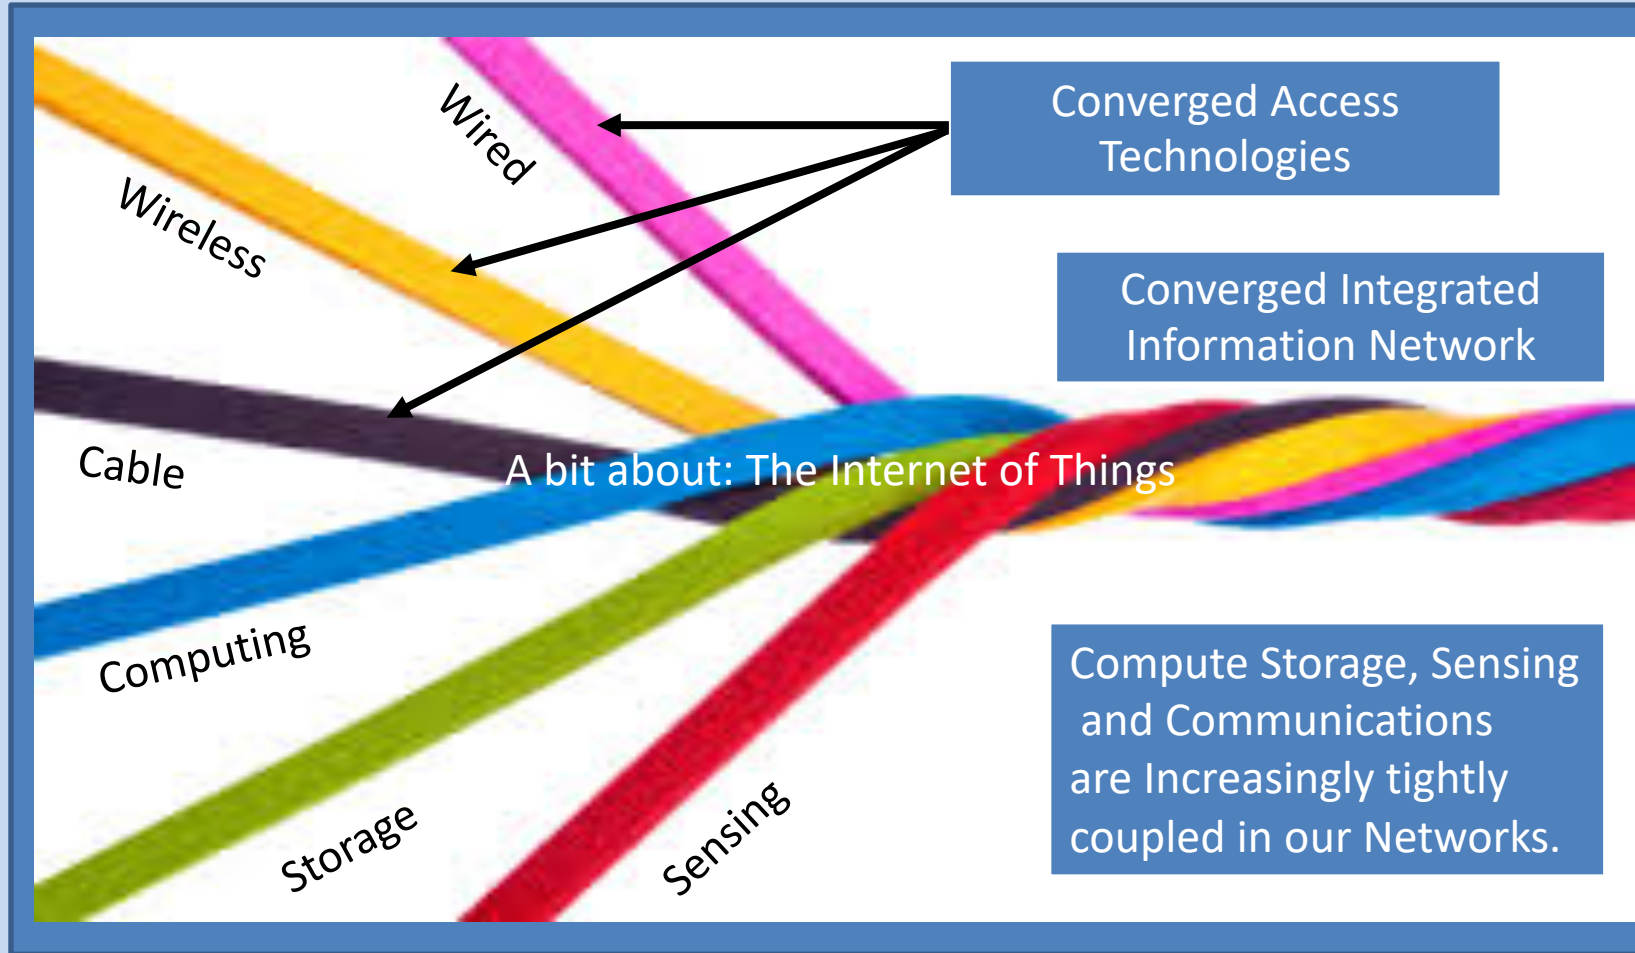 Wired
Wireless
Cable
Computing
Storage
Sensing
Converged Access
Technologies
Converged Integrated
Information Network
A bit about: The Internet of Things
Compute Storage, Sensing
and Communications
are Increasingly tightly
coupled in our Networks.